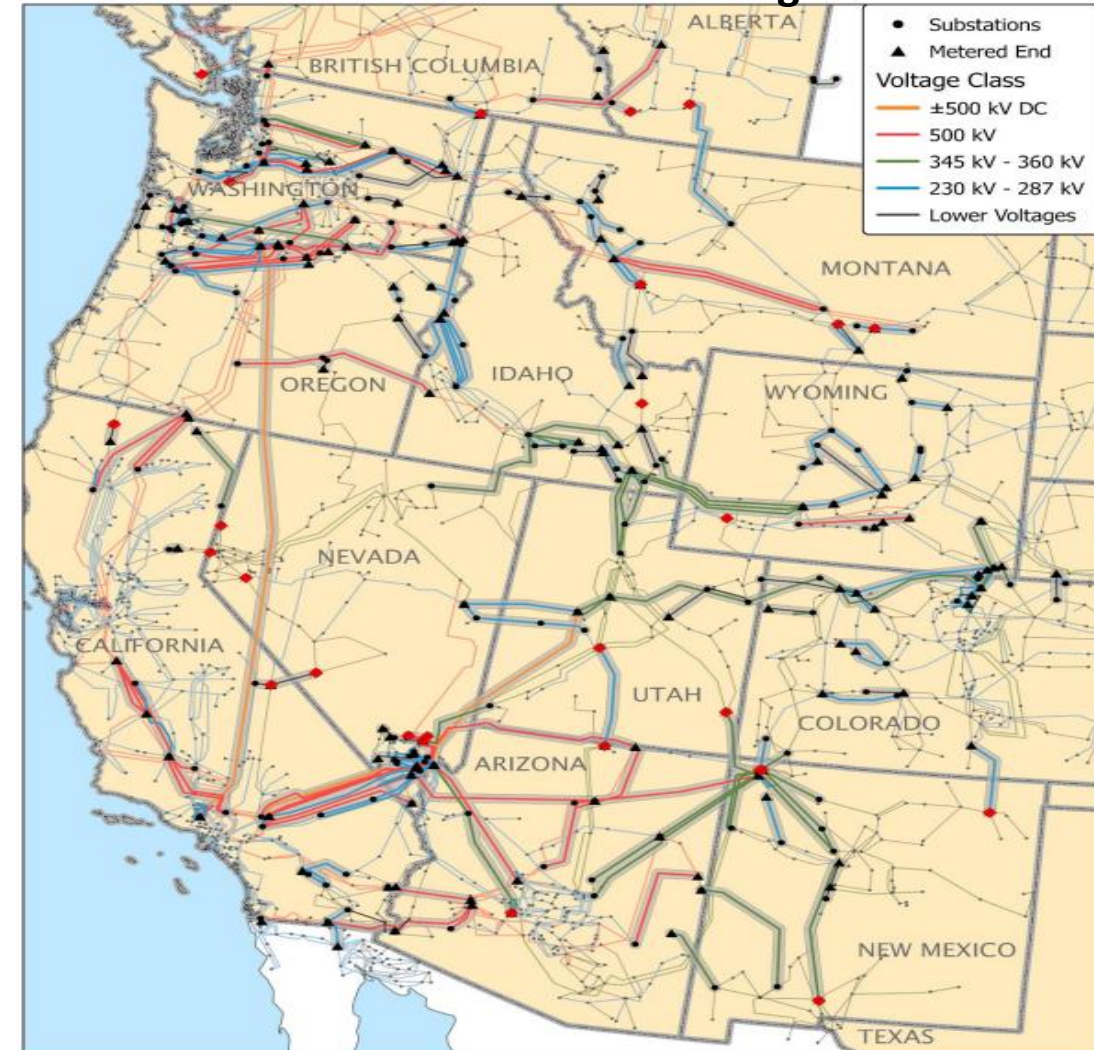 g
ALBERTA
BRITISH COLUMBIA
Substations
Metered End
Voltage Class
±500 kV DC
500 kV
345 kV - 360 kV
230 kV - 287 kV
Lower Voltages
WASHINGTON
MONTANA
OREGON
IDAHO
WYOMING
NEVADA
CALIFORNIA
UTAH
COLORADO
ARIZONA
NEW MEXICO
TEXAS